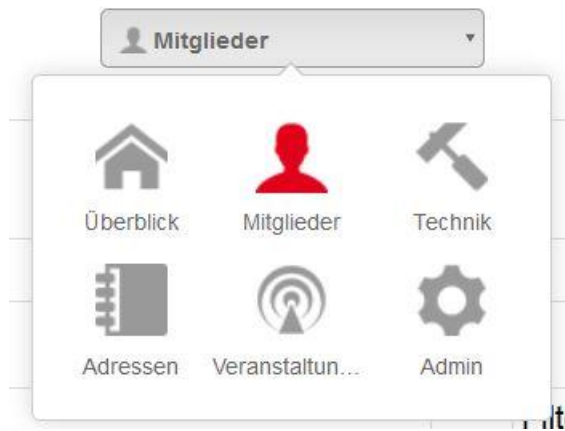 Mitglieder
Überblick Mitglieder Technik
Adressen Veranstaltun... Admin